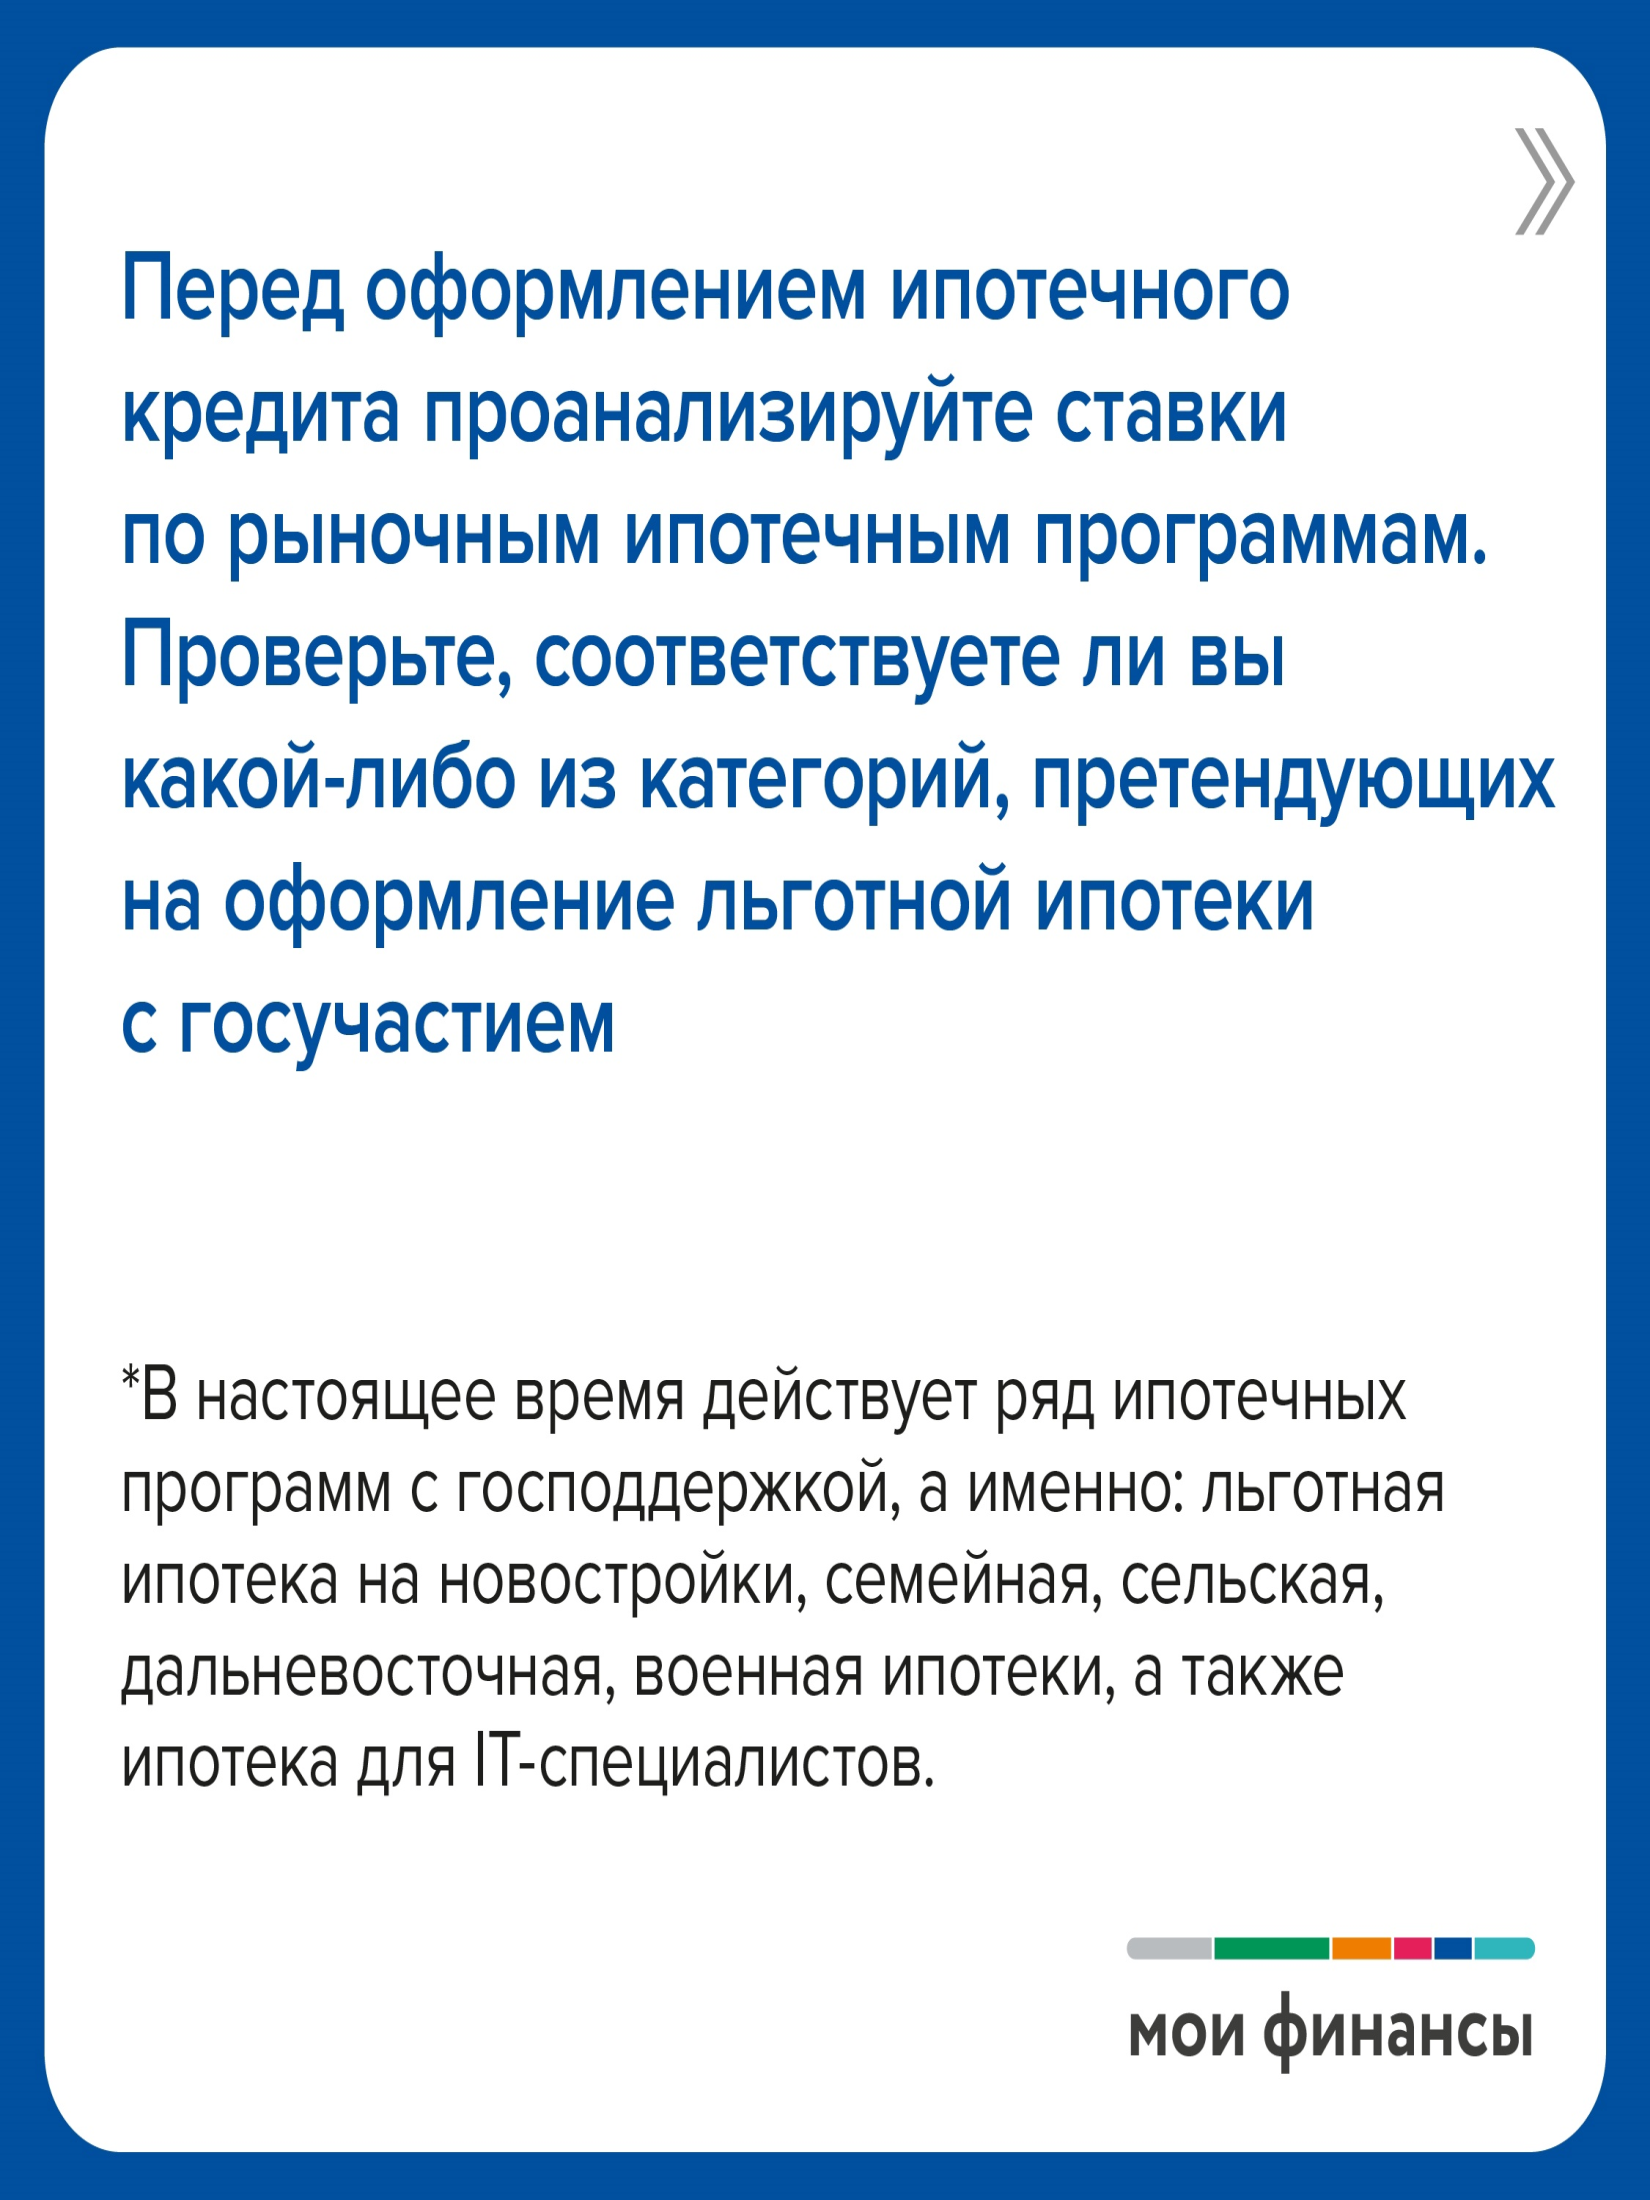 Перед оформлением ипотечного
кредита проанализируйте ставки
по рыночным ипотечным программам.
Проверьте, соответствуете ли вы
какой-либо из категорий, претендующих
на оформление льготной ипотеки
с госучастием
*В настоящее время действует ряд ипотечных
программ с господдержкой, а именно: льготная
ипотека на новостройки, семейная, сельская,
дальневосточная, военная ипотеки, а также
ипотека для IT-специалистов.
мои финансы